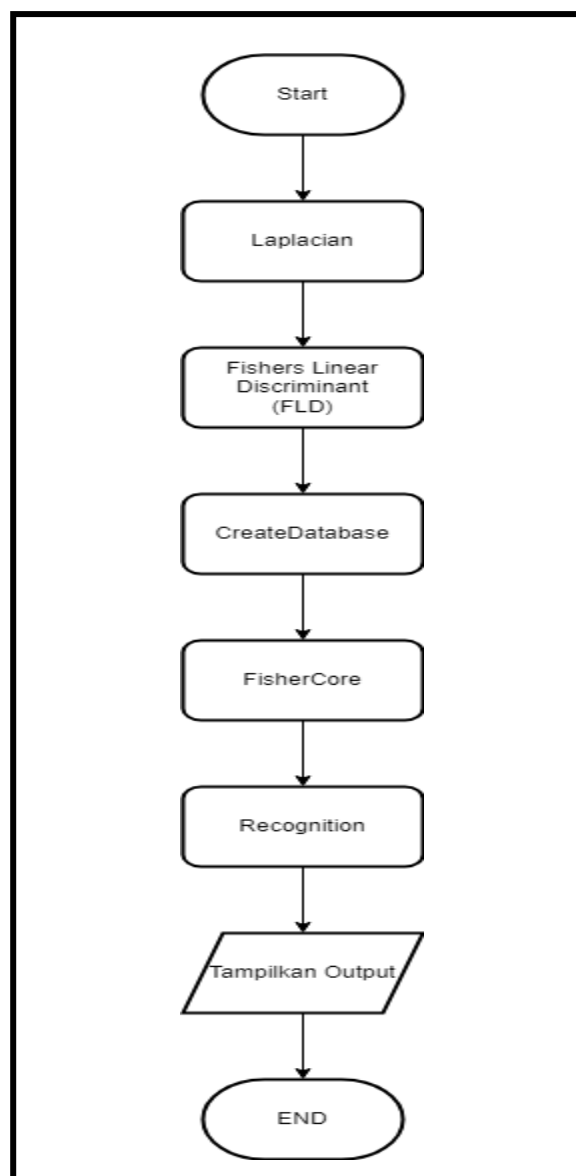 Start
Laplacian
Fishers Linear
Discriminant
(FLD)
CreateDatabase
FisherCore
Recognition
Tampilkan Output
END